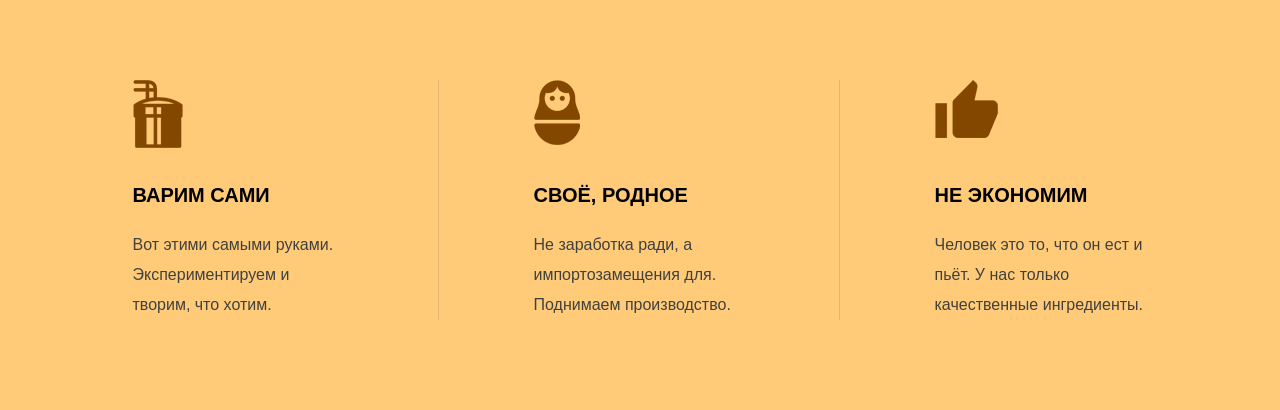 ВАРИМ САМИ
Вот этими самыми руками.
Экспериментируем и
творим, что хотим.
СВОЁ, РОДНОЕ
Не заработка ради, а
импортозамещения для.
Поднимаем производство.
НЕ ЭКОНОМИМ
Человек это то, что он ест и
пьёт. У нас только
качественные ингредиенты.